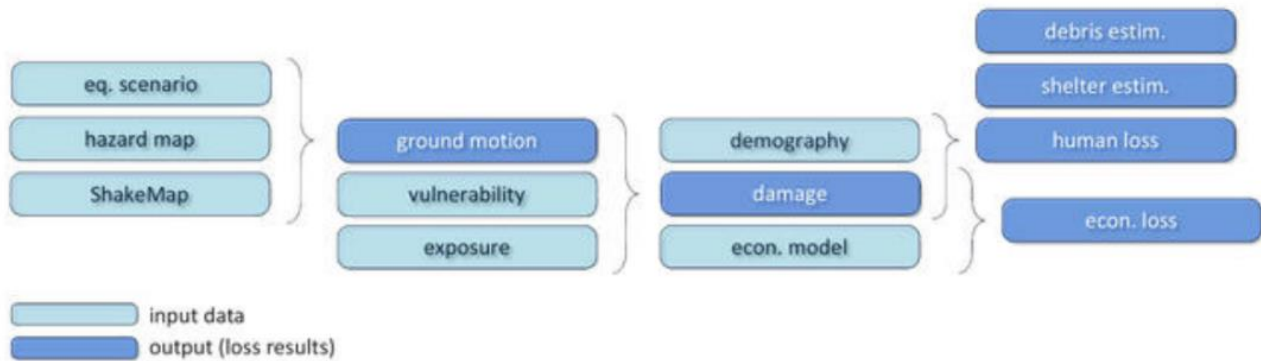 eq. scenario
hazard map
ShakeMap
ground motion
vulnerability
exposure
demography
damage
econ. model
debris estim.
shelter estim.
human loss
econ. loss
input data
output (loss results)